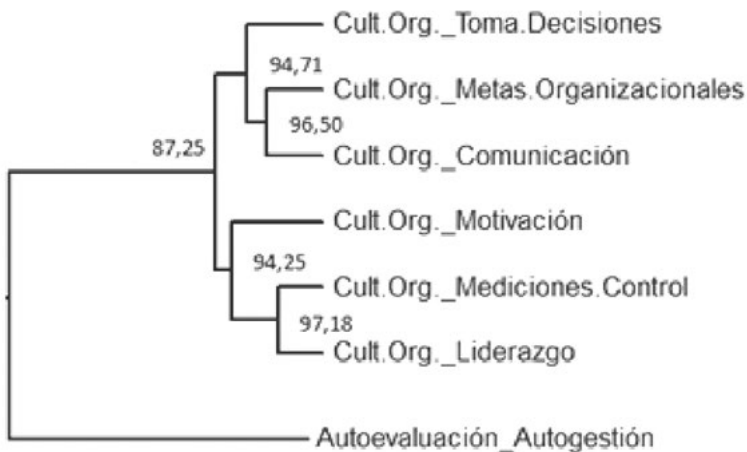 Cult.Org._Toma.Decisiones
94,71
Cult.Org._Metas.Organizacionales
96,50
87,25
Cult.Org._Comunicación
Cult.Org._Motivación
94,25
Cult.Org._Mediciones.Control
97,18
Cult.Org._Liderazgo
Autoevaluación_Autogestión